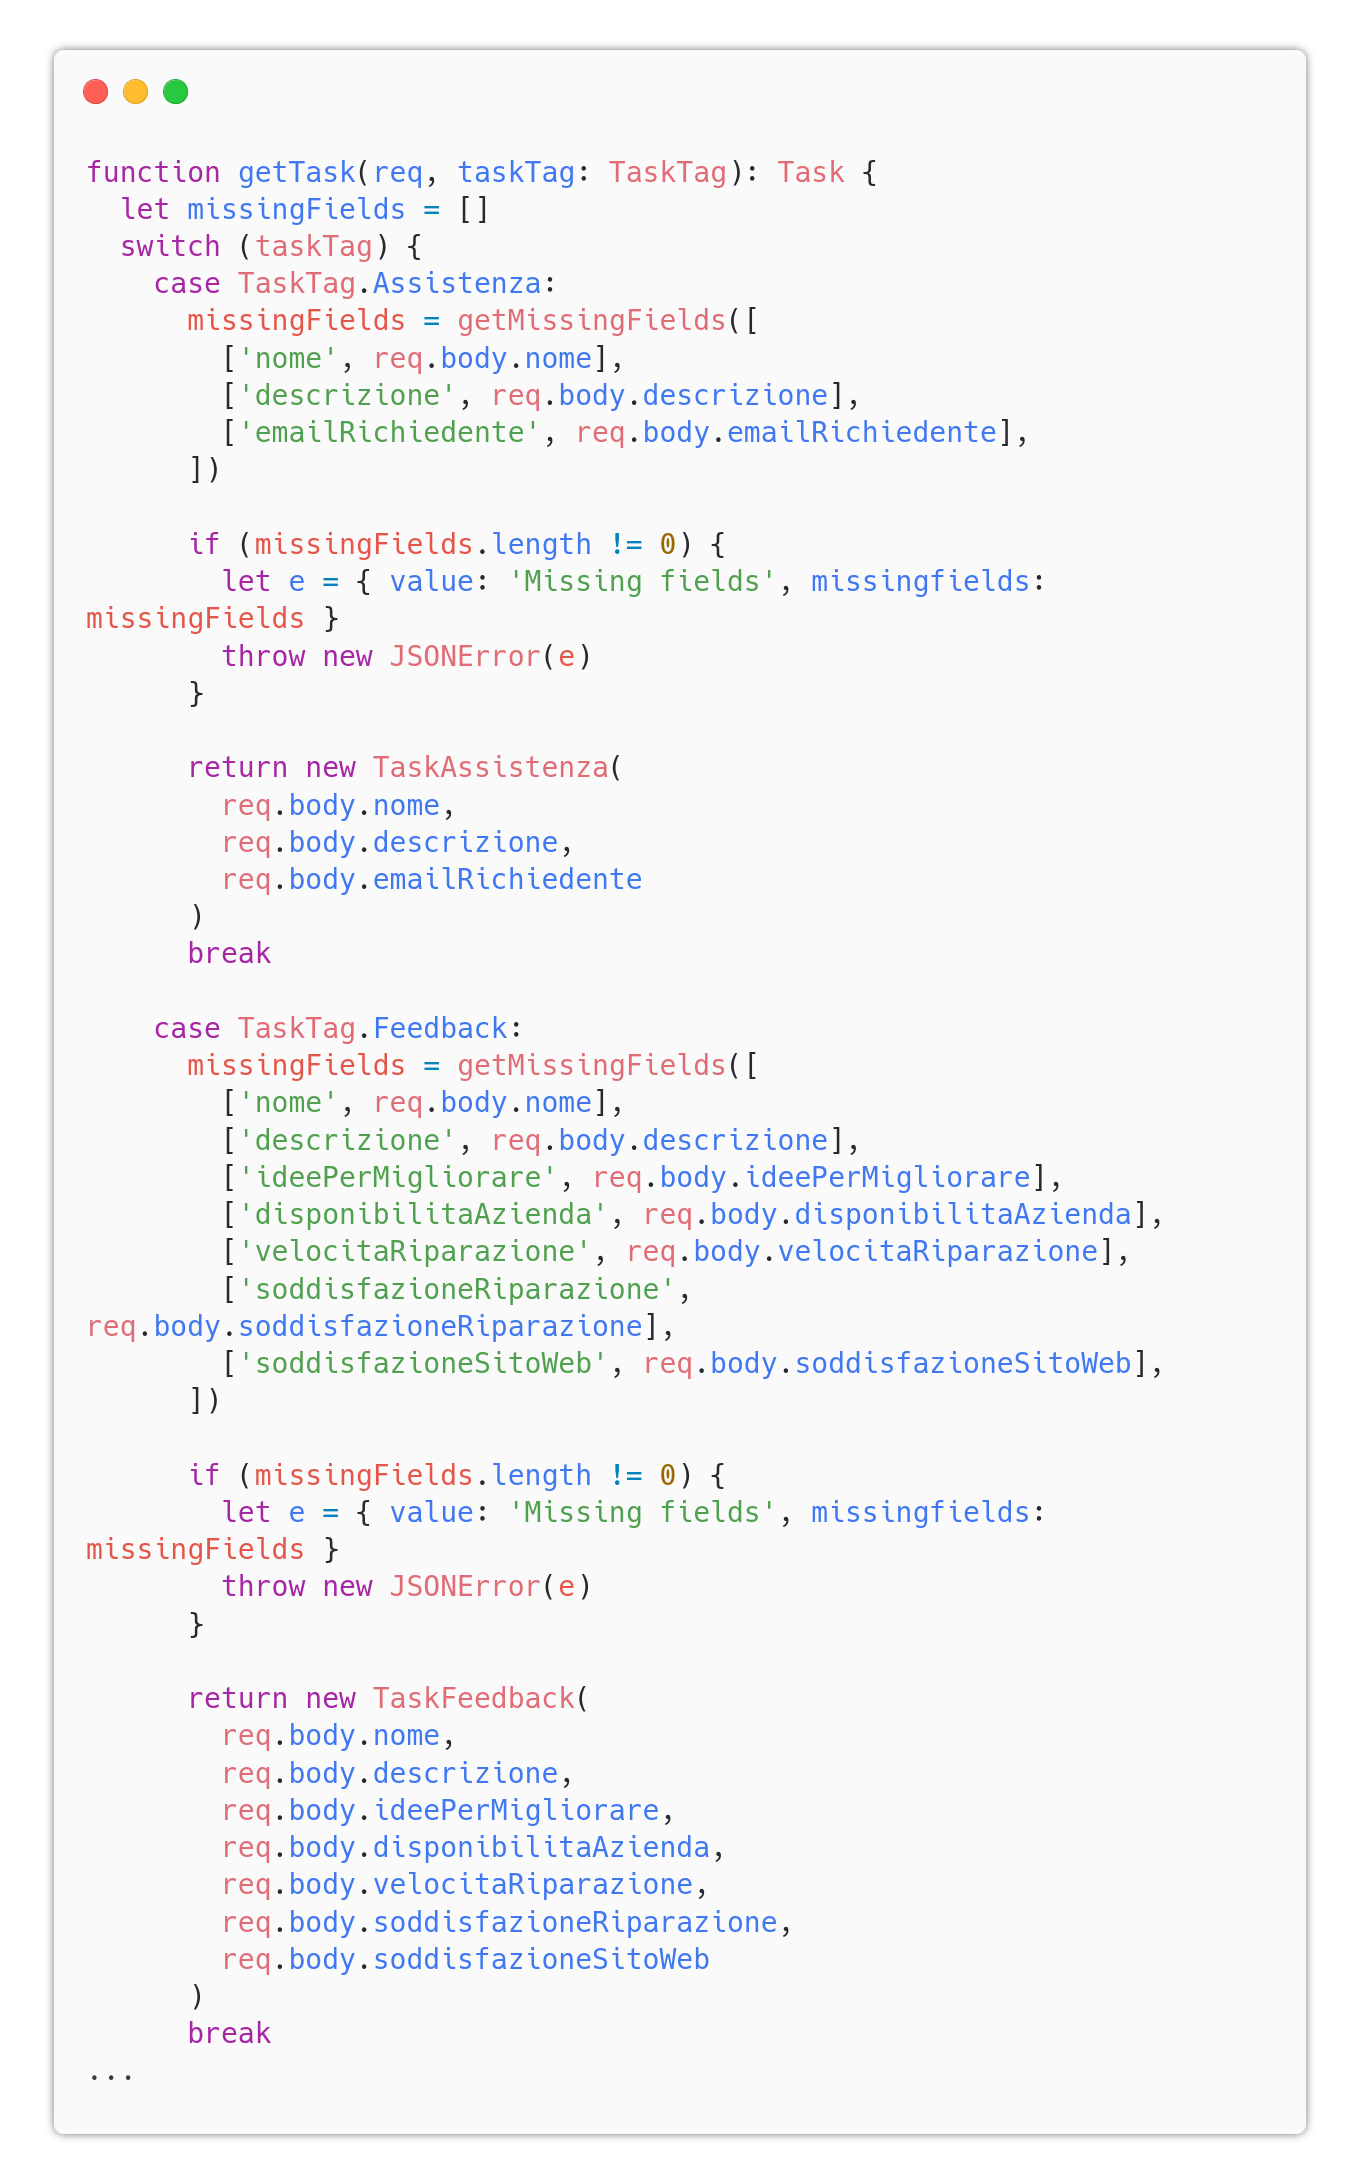 function getTask(req, taskTag: TaskTag): Task {
  let missingFields = []
  switch (taskTag) {
    case TaskTag.Assistenza:
      missingFields = getMissingFields([
        ['nome', req.body.nome],
        ['descrizione', req.body.descrizione],
        ['emailRichiedente', req.body.emailRichiedente],
      ])

      if (missingFields.length != 0) {
        let e = { value: 'Missing fields', missingfields:
missingFields }
        throw new JSONError(e)
      }

      return new TaskAssistenza(
        req.body.nome,
        req.body.descrizione,
        req.body.emailRichiedente
      )
      break

    case TaskTag.Feedback:
      missingFields = getMissingFields([
        ['nome', req.body.nome],
        ['descrizione', req.body.descrizione],
        ['ideePerMigliorare', req.body.ideePerMigliorare],
        ['disponibilitaAzienda', req.body.disponibilitaAzienda],
        ['velocitaRiparazione', req.body.velocitaRiparazione],
        ['soddisfazioneRiparazione',
req.body.soddisfazioneRiparazione],
        ['soddisfazioneSitoWeb', req.body.soddisfazioneSitoWeb],
      ])

      if (missingFields.length != 0) {
        let e = { value: 'Missing fields', missingfields:
missingFields }
        throw new JSONError(e)
      }

      return new TaskFeedback(
        req.body.nome,
        req.body.descrizione,
        req.body.ideePerMigliorare,
        req.body.disponibilitaAzienda,
        req.body.velocitaRiparazione,
        req.body.soddisfazioneRiparazione,
        req.body.soddisfazioneSitoWeb
      )
      break
...